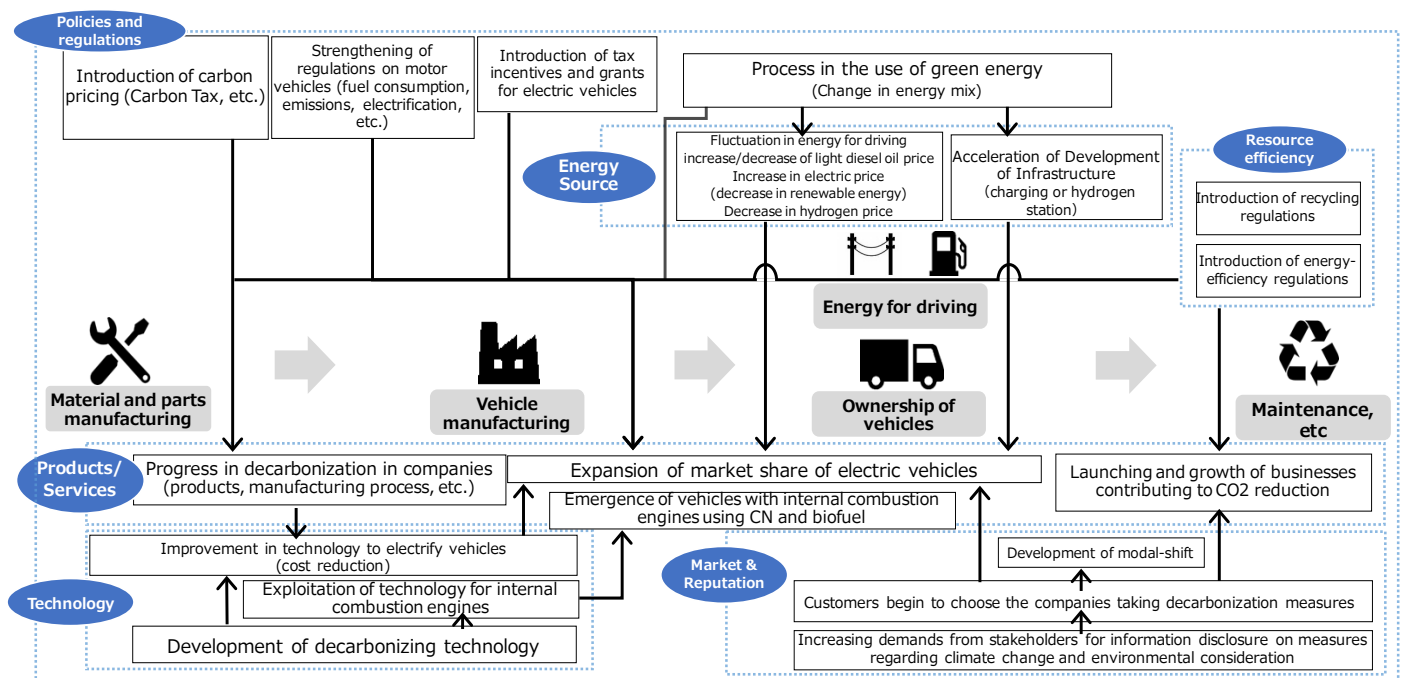 Policies and
regulations
Introduction of carbon
pricing (Carbon Tax, etc.)
Strengthening of
regulations on motor
vehicles (fuel consumption,
emissions, electrification,
etc.)
Introduction of tax
incentives and grants
for electric vehicles
Process in the use of green energy
(Change in energy mix)
Energy
Source
Fluctuation in energy for driving
increase/decrease of light diesel oil price
Increase in electric price
(decrease in renewable energy)
Decrease in hydrogen price
Acceleration of Development
of Infrastructure
(charging or hydrogen
station)
Resource
efficiency
Introduction of recycling
regulations
Introduction of energy-
efficiency regulations
Energy for driving
Material and parts
manufacturing
Vehicle
manufacturing
Ownership of
vehicles
Maintenance,
etc
Products/
Services
Progress in decarbonization in companies
(products, manufacturing process, etc.)
Expansion of market share of electric vehicles
Emergence of vehicles with internal combustion
engines using CN and biofuel
Launching and growth of businesses
contributing to CO2 reduction
Technology
Improvement in technology to electrify vehicles
(cost reduction)
Exploitation of technology for internal
combustion engines
Development of decarbonizing technology
Market &
Reputation
Development of modal-shift
Customers begin to choose the companies taking decarbonization measures
Increasing demands from stakeholders for information disclosure on measures
regarding climate change and environmental consideration